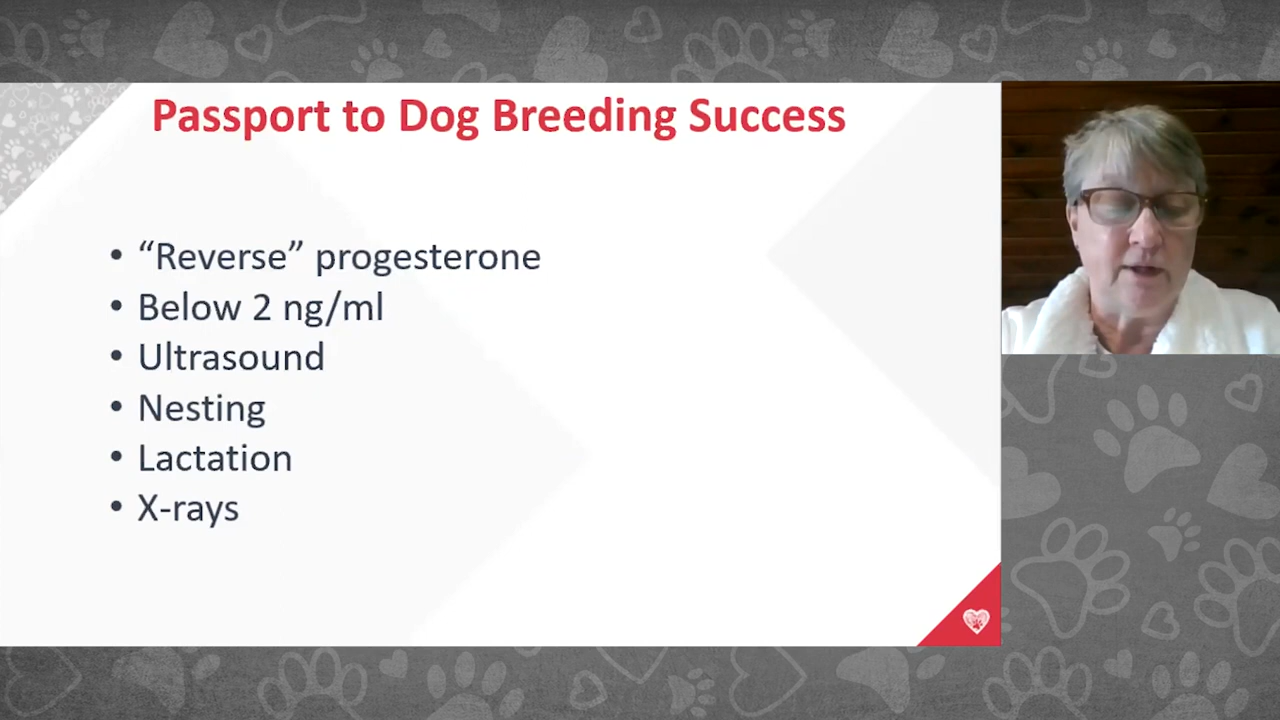 Passport to Dog Breeding Success
• “Reverse” progesterone
• Below 2 ng/ml
• Ultrasound
• Nesting
• Lactation
• X-rays